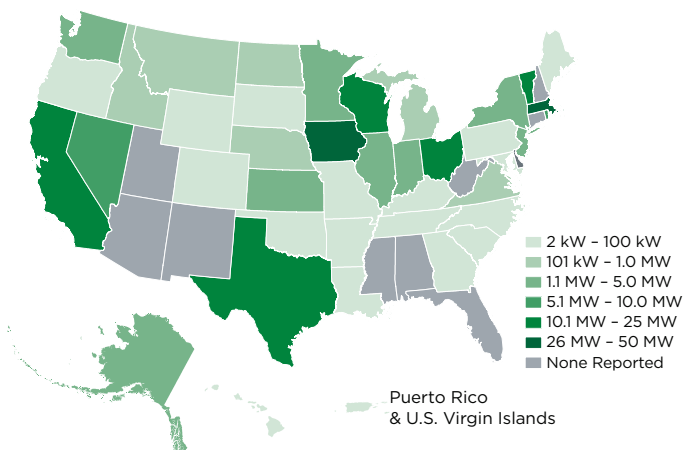 2 kW – 100 kW
101 kW – 1.0 MW
1.1 MW – 5.0 MW
5.1 MW – 10.0 MW
10.1 MW – 25 MW
26 MW – 50 MW
None Reported
Puerto Rico
& U.S. Virgin Islands